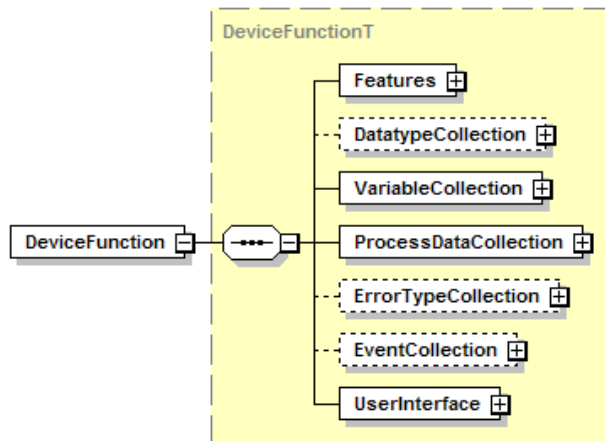 DeviceFunctionT
Features
DatatypeCollection
VariableCollection
DeviceFunction
ProcessDataCollection
ErrorTypeCollection
EventCollection
UserInterface